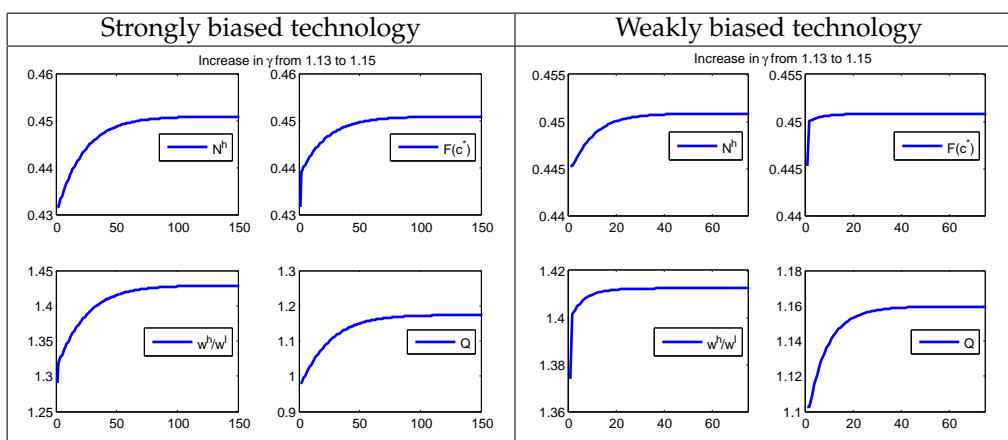 Strongly biased technology
Weakly biased technology
Increase in γ from 1.13 to 1.15
0.46
0.45
0.44
0.43
0 50 100 150
N^h
0.46
0.45
0.44
0.43
0 50 100 150
F(c^*)
1.45
1.4
1.35
1.3
1.25
0 50 100 150
w^h/w^l
1.3
1.2
1.1
1
0.9
0 50 100 150
Q
Increase in γ from 1.13 to 1.15
0.455
0.45
0.445
0.44
0 20 40 60
N^h
0.455
0.45
0.445
0.44
0 20 40 60
F(c^*)
1.42
1.4
1.38
1.36
0 20 40 60
w^h/w^l
1.18
1.16
1.14
1.12
1.1
0 20 40 60
Q